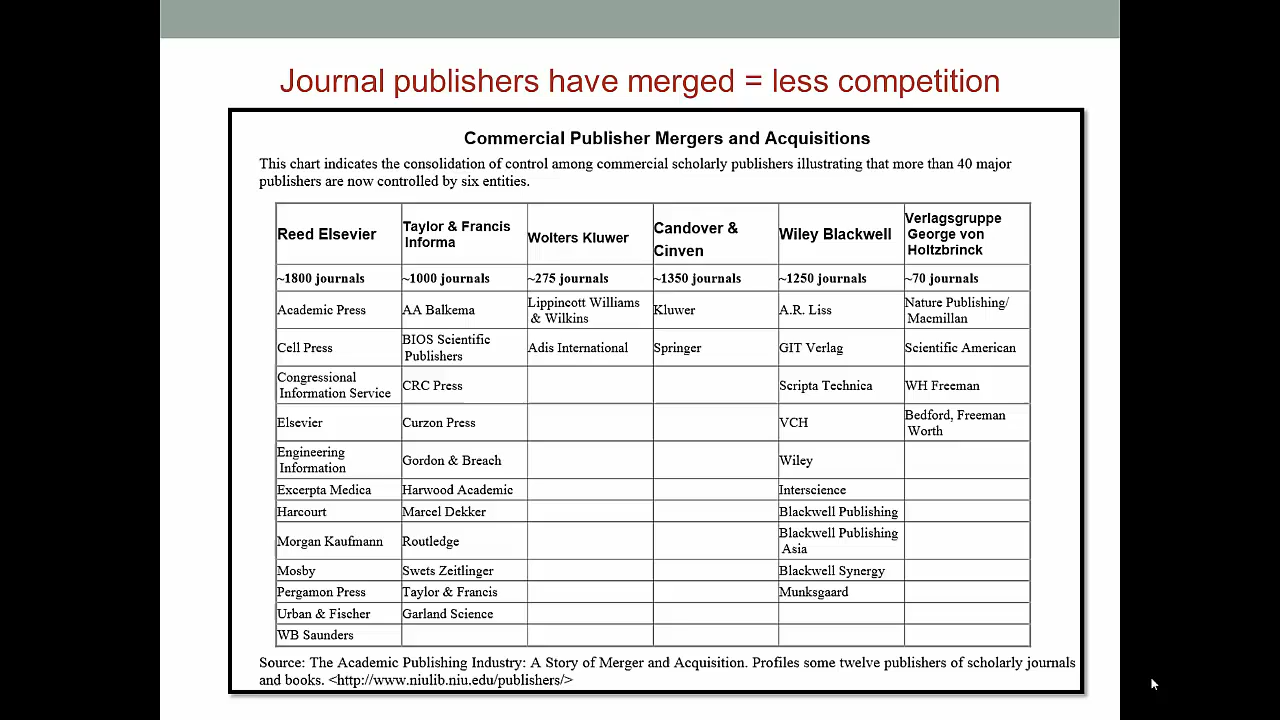 Journal publishers have merged = less competition
Commercial Publisher Mergers and Acquisitions
This chart indicates the consolidation of control among commercial scholarly publishers illustrating that more than 40 major
publishers are now controlled by six entities.
Reed Elsevier
Taylor & Francis
Informa
Wolters Kluwer
Candover &
Cinven
Wiley Blackwell
Verlagsgruppe
George von
Holtzbrinck
~1800 journals
~1000 journals
~275 journals
~1350 journals
~1250 journals
~70 journals
Academic Press
AA Balkema
Lippincott Williams
& Wilkins
Kluwer
A.R. Liss
Nature Publishing/
Macmillan
Cell Press
BIOS Scientific
Publishers
Adis International
Springer
GIT Verlag
Scientific American
Congressional
Information Service
CRC Press
Scripta Technica
WH Freeman
Elsevier
Curzon Press
VCH
Bedford, Freeman
Worth
Engineering
Information
Gordon & Breach
Wiley
Excerpta Medica
Harwood Academic
Interscience
Harcourt
Marcel Dekker
Blackwell Publishing
Morgan Kaufmann
Routledge
Blackwell Publishing
Asia
Mosby
Swets Zeitlinger
Blackwell Synergy
Pergamon Press
Taylor & Francis
Munksgaard
Urban & Fischer
Garland Science
WB Saunders
Source: The Academic Publishing Industry: A Story of Merger and Acquisition. Profiles some twelve publishers of scholarly journals
and books. <http://www.niulib.niu.edu/publishers/>